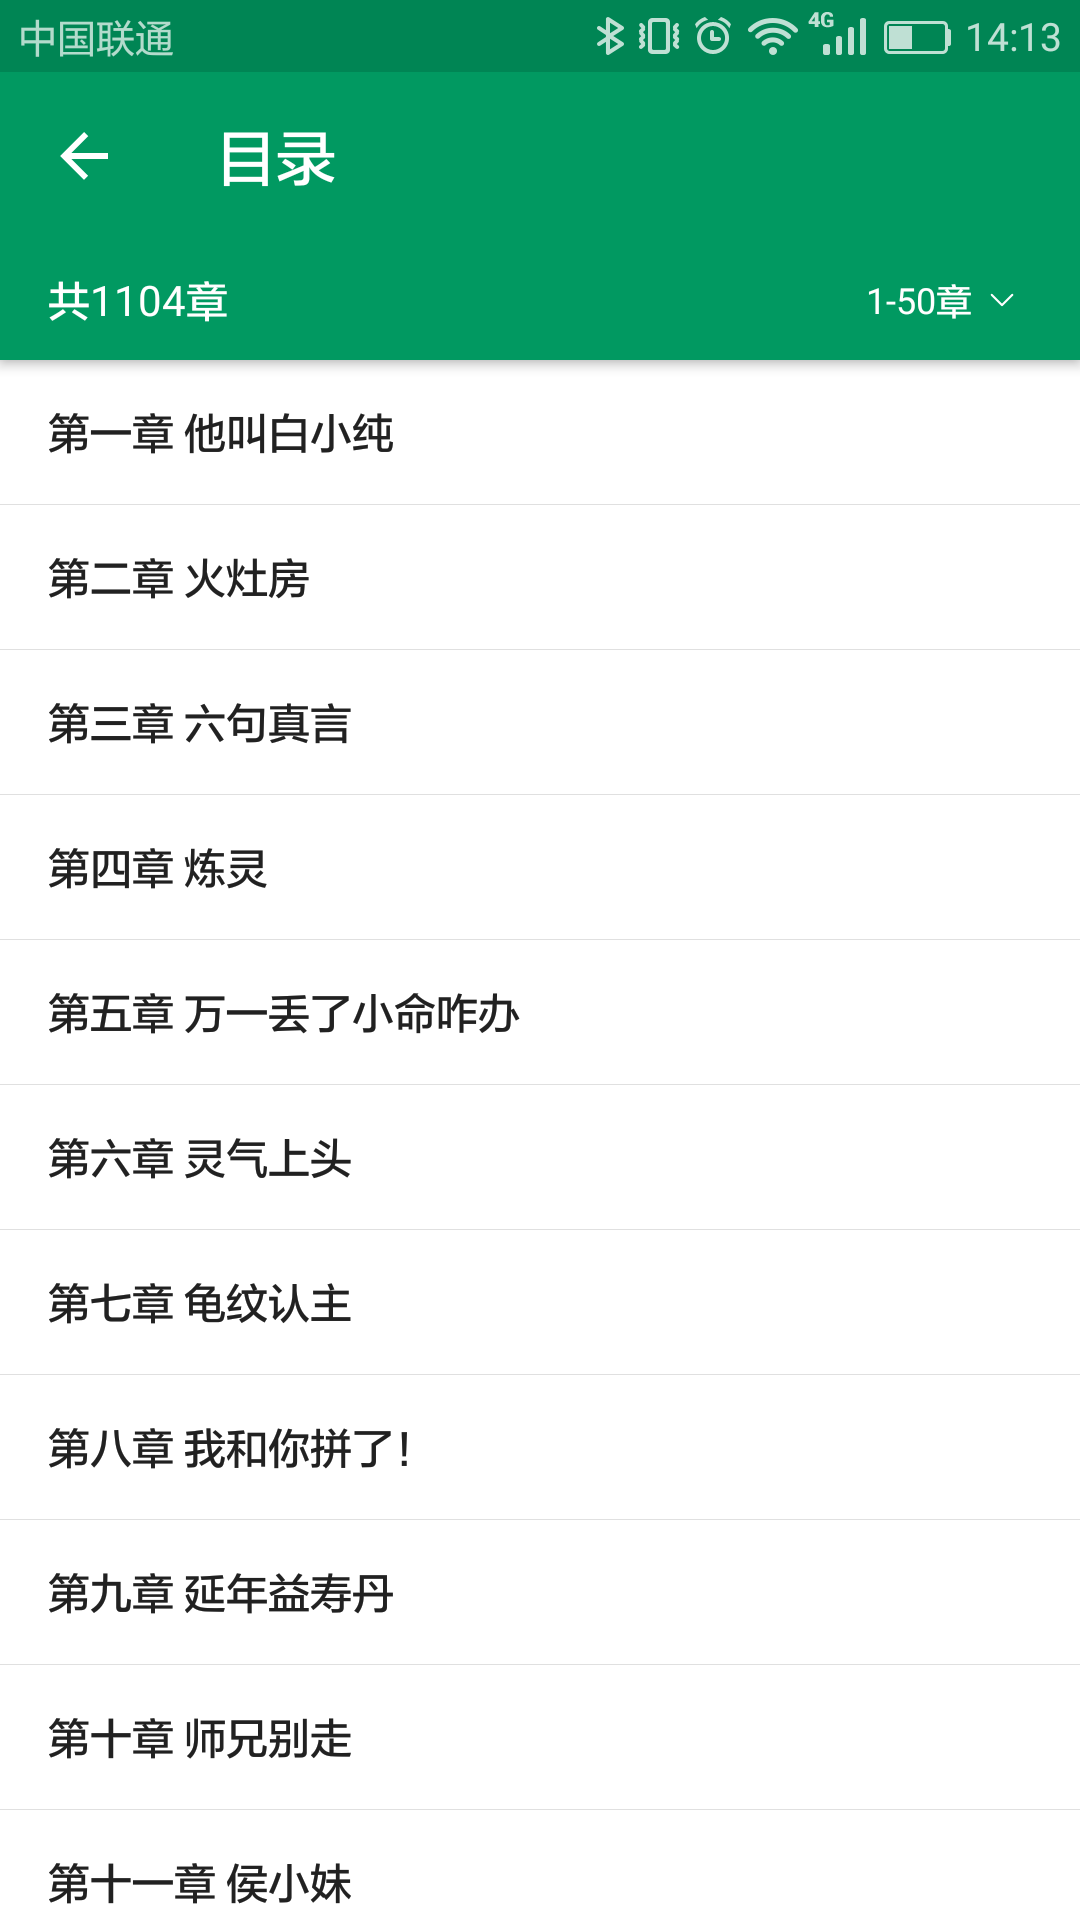 中国联通 4G 14:13
目录
共1104章 1-50章
第一章 他叫白小纯
第二章 火灶房
第三章 六句真言
第四章 炼灵
第五章 万一丢了小命咋办
第六章 灵气上头
第七章 龟纹认主
第八章 我和你拼了！
第九章 延年益寿丹
第十章 师兄别走
第十一章 侯小妹